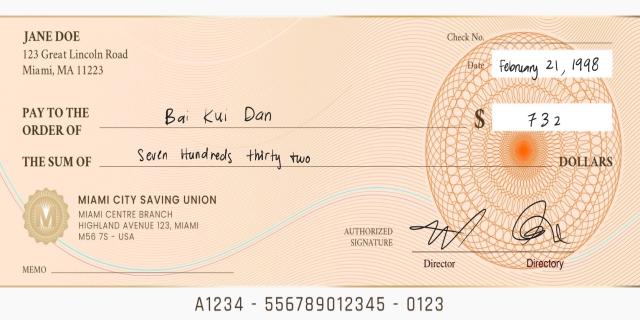 JANE DOE
123 Great Lincoln Road
Miami, MA 11223
Check No.
Date February 21, 1998
PAY TO THE
ORDER OF Bai Kui Dan $ 732
THE SUM OF Seven Hundreds thirty two DOLLARS
M
MIAMI CITY SAVING UNION
MIAMI CENTRE BRANCH
HIGHLAND AVENUE 123, MIAMI
M56 7S - USA
AUTHORIZED
SIGNATURE
Director Directory
MEMO
A1234 - 556789012345 - 0123